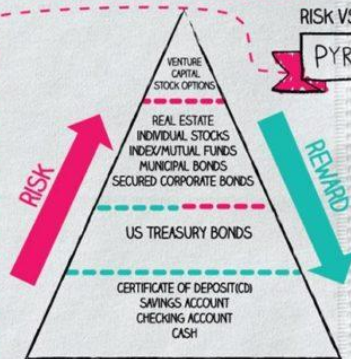 RISK VS
PYR
VENTURE
CAPITAL
STOCK OPTIONS
REAL ESTATE
INDIVIDUAL STOCKS
INDEX/MUTUAL FUNDS
MUNICIPAL BONDS
SECURED CORPORATE BONDS
RISK
REWARD
US TREASURY BONDS
CERTIFICATE OF DEPOSIT(CD)
SAVINGS ACCOUNT
CHECKING ACCOUNT
CASH